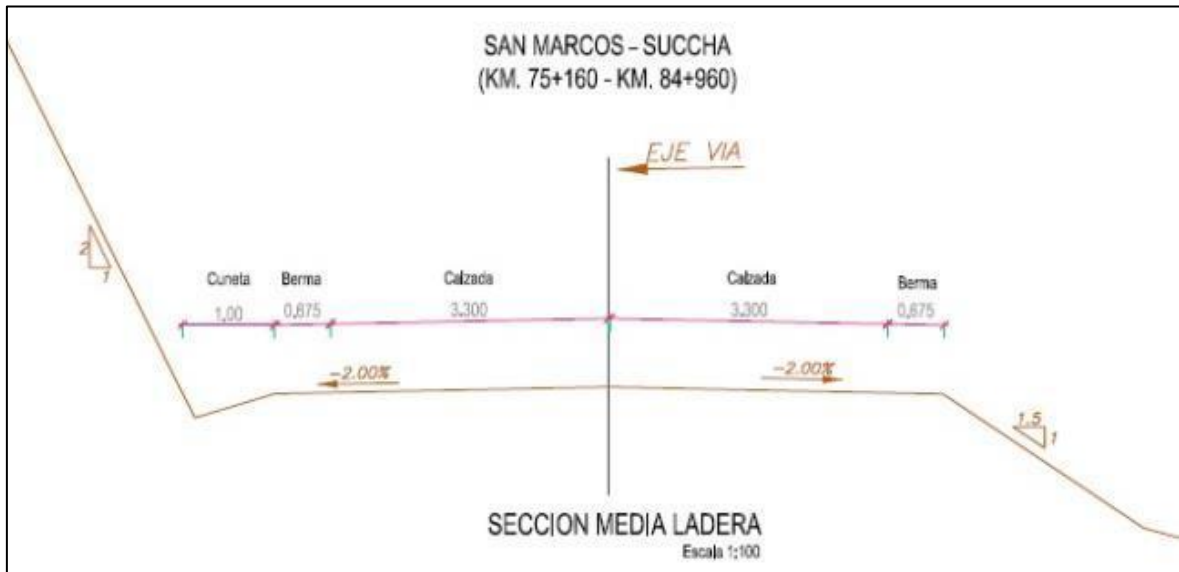 SAN MARCOS - SUCCHA
(KM. 75+160 - KM. 84+960)
EJE VIA
2
1
Cuneta Berma Calzada Calzada Berma
1,00 0,675 3,300 3,300 0,675
-2.00% -2.00%
1.5
1
SECCION MEDIA LADERA
Escala 1:100